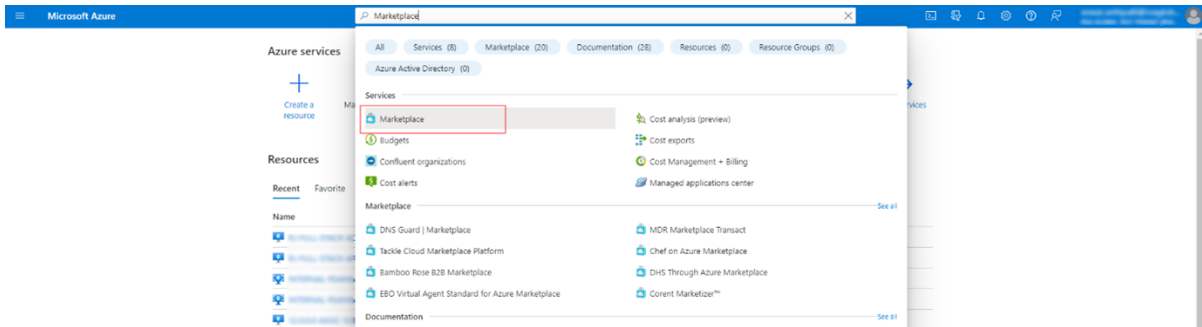 Microsoft Azure
Marketplace
Azure services
All
Services (8)
Marketplace (20)
Documentation (28)
Resources (0)
Resource Groups (0)
Azure Active Directory (0)
Create a
resource
Services
Marketplace
Cost analysis (preview)
Budgets
Cost exports
Confluent organizations
Cost Management + Billing
Cost alerts
Managed applications center
Resources
Recent
Favorite
Name
Marketplace
See all
DNS Guard | Marketplace
MDR Marketplace Transact
Tackle Cloud Marketplace Platform
Chef on Azure Marketplace
Bamboo Rose B2B Marketplace
DHS Through Azure Marketplace
EBO Virtual Agent Standard for Azure Marketplace
Corent Marketizer™
Documentation
See all